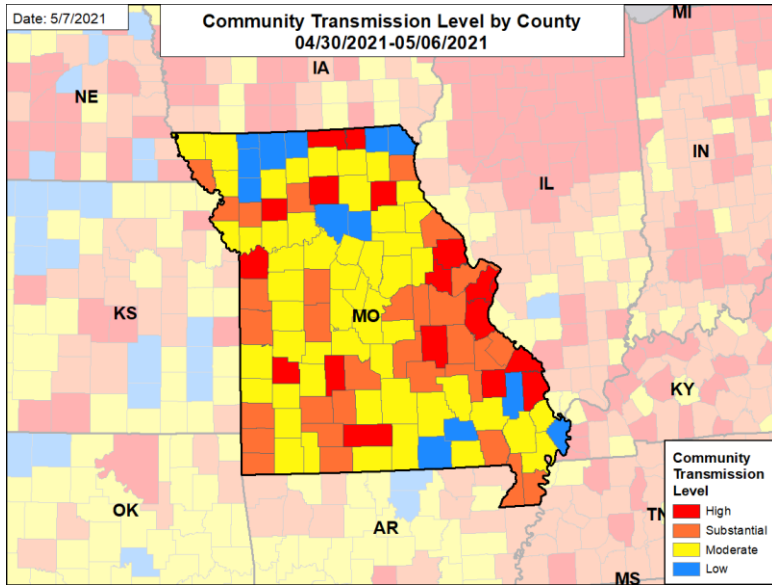 Date: 5/7/2021
Community Transmission Level by County
04/30/2021-05/06/2021
MI
IA
NE
IN
IL
KS
MO
KY
Community
Transmission
Level
High
Substantial
Moderate
Low
OK
AR
TN
MS